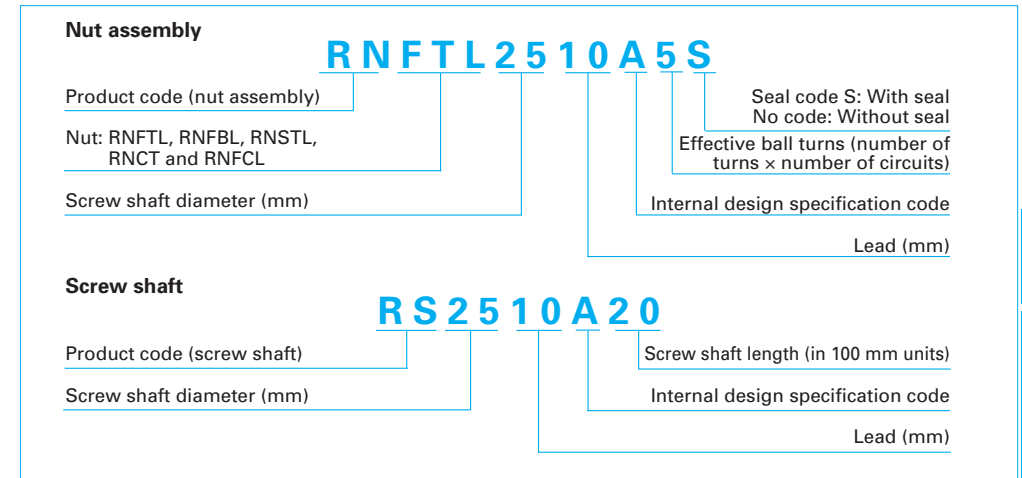 Nut assembly
RNFTL2510A5S
Product code (nut assembly)
Nut: RNFTL, RNFBL, RNSTL,
RNCT and RNFCL
Screw shaft diameter (mm)
Seal code S: With seal
No code: Without seal
Effective ball turns (number of
turns × number of circuits)
Internal design specification code
Lead (mm)
Screw shaft
RS2510A20
Product code (screw shaft)
Screw shaft diameter (mm)
Screw shaft length (in 100 mm units)
Internal design specification code
Lead (mm)